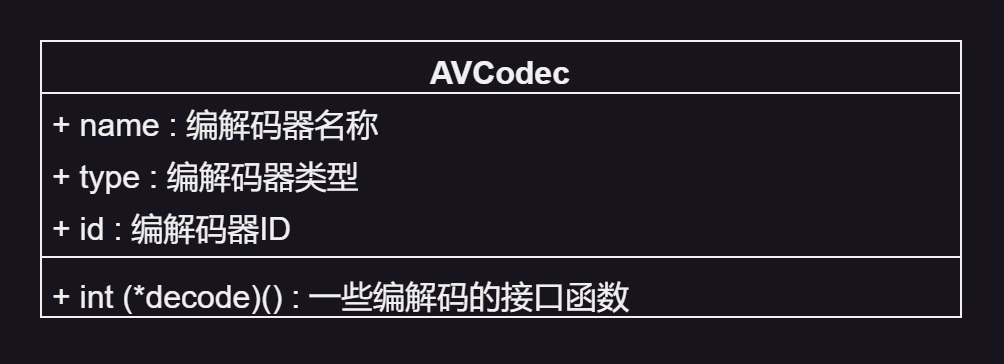 AVCodec
+ name : 编解码器名称
+ type : 编解码器类型
+ id : 编解码器ID
+ int (*decode)() : 一些编解码的接口函数